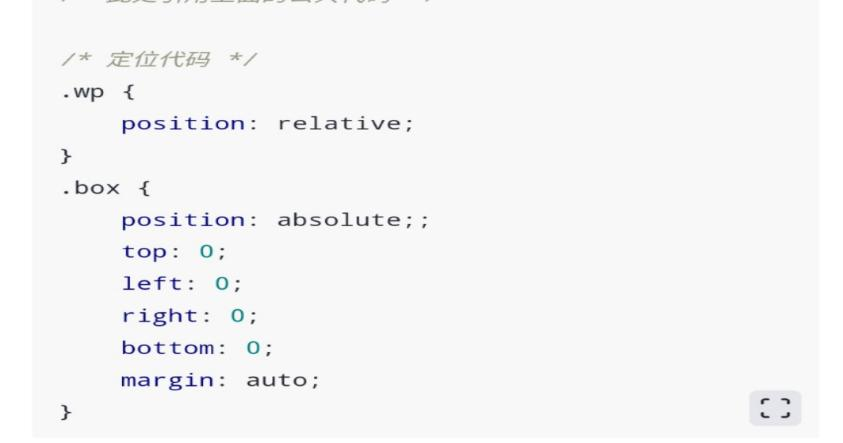 /* 定位代码 */
.wp {
    position: relative;
}
.box {
    position: absolute;;
    top: 0;
    left: 0;
    right: 0;
    bottom: 0;
    margin: auto;
}